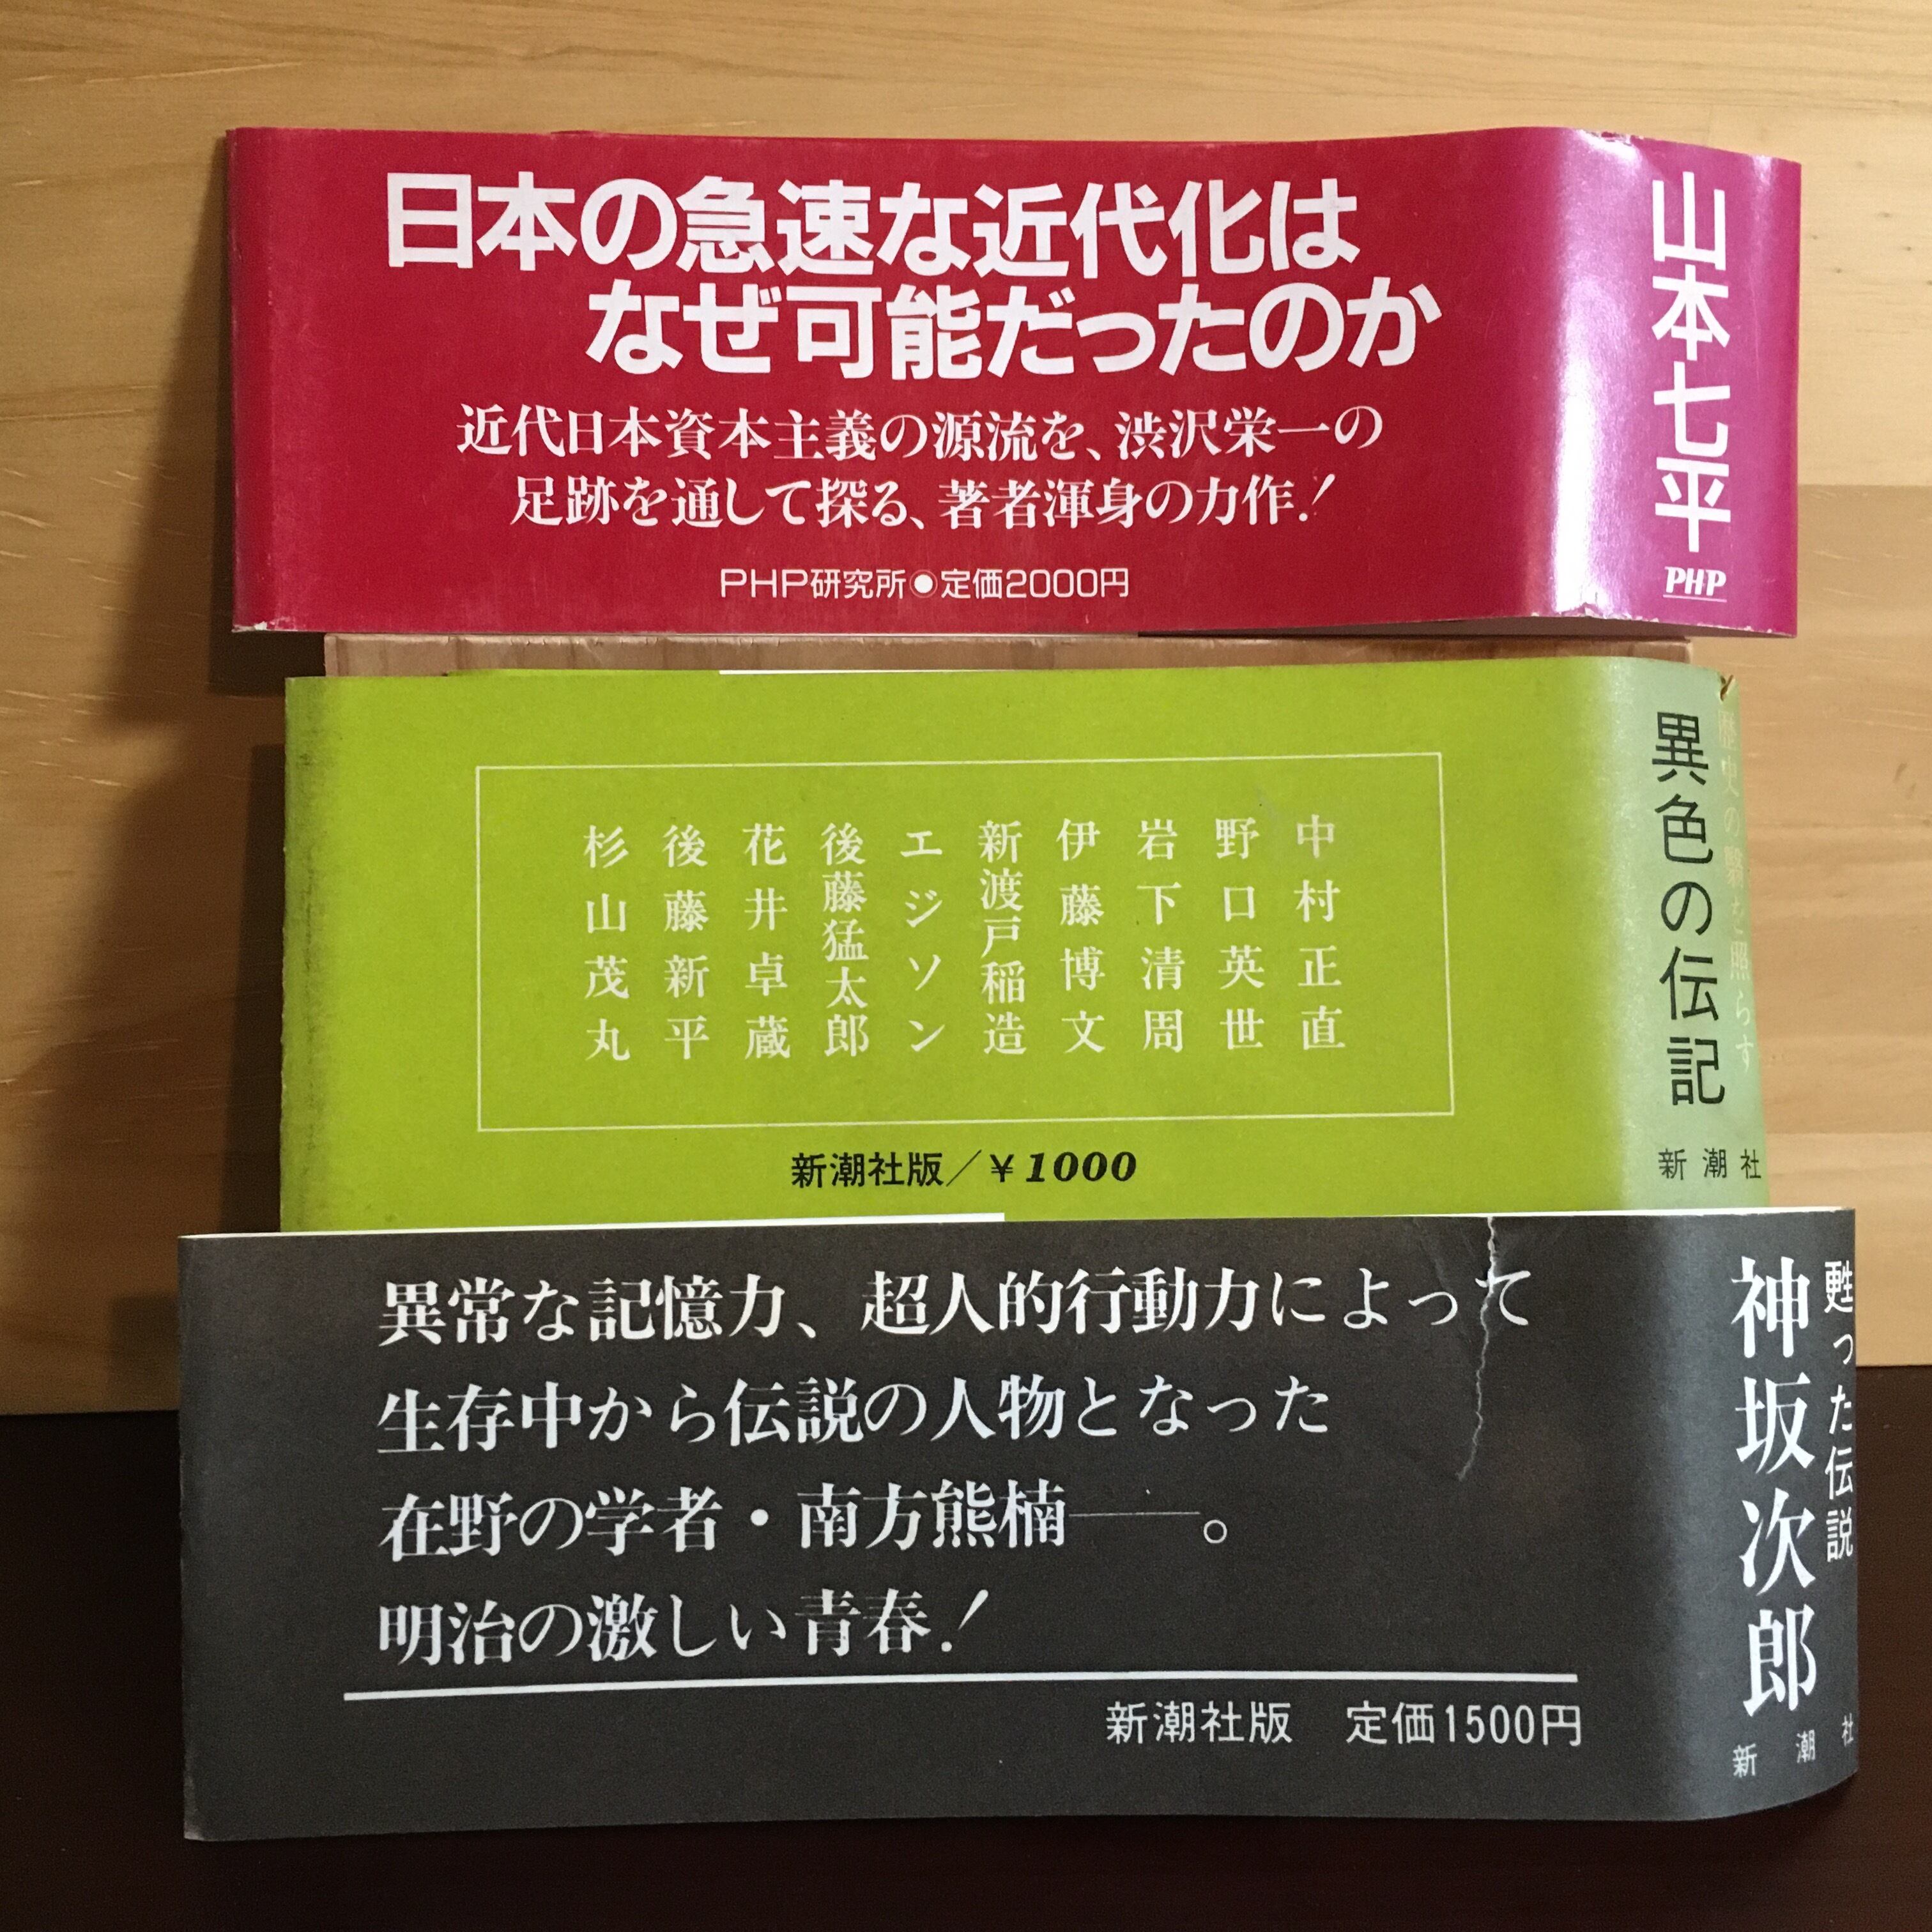 日本の急速な近代化は
なぜ可能だったのか
近代日本資本主義の源流を、渋沢栄一の
足跡を通して探る、著者渾身の力作!
PHP研究所●定価2000円
山本七平
PHP
中村正直
野口英世
岩下清周
伊藤博文
新渡戸稲造
エジソン
後藤猛太郎
花井卓蔵
後藤新平
杉山茂丸
新潮社版/¥1000
歴史の翳を照らす
異色の伝記
新潮社
異常な記憶力、超人的行動力によって
生存中から伝説の人物となった
在野の学者・南方熊楠――。
明治の激しい青春!
新潮社版 定価1500円
甦った伝説
神坂次郎
新潮社